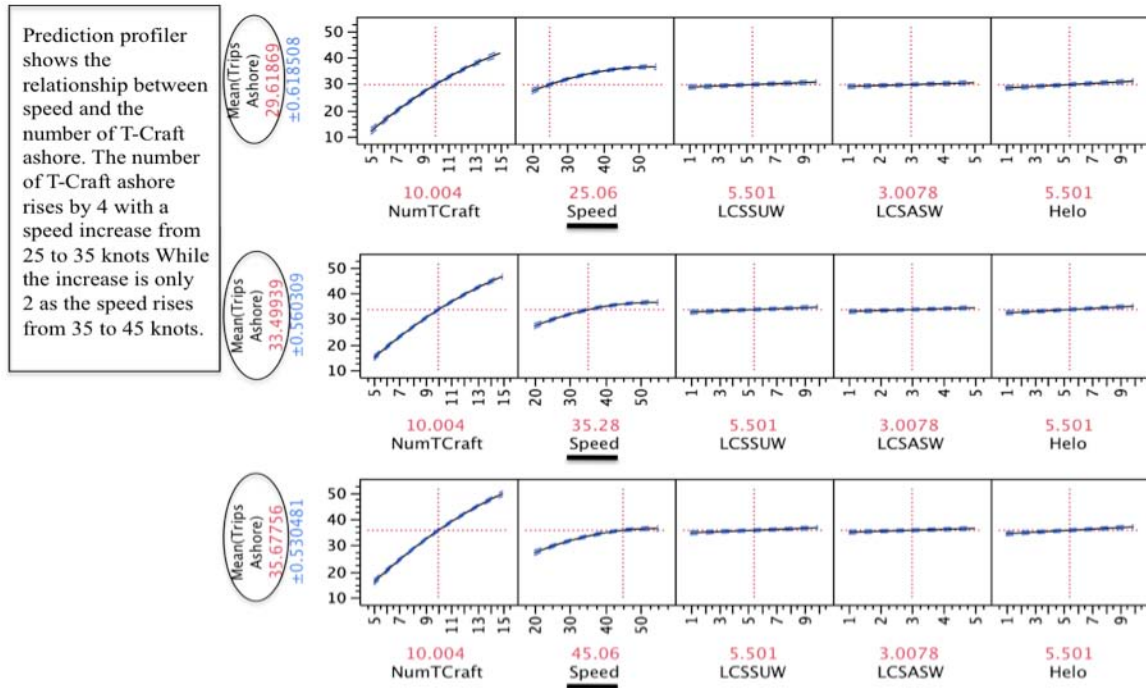 Prediction profiler
shows the
relationship between
speed and the
number of T-Craft
ashore. The number
of T-Craft ashore
rises by 4 with a
speed increase from
25 to 35 knots While
the increase is only
2 as the speed rises
from 35 to 45 knots.
Mean(Trips
Ashore)
29.61869
±0.618508
50
40
30
20
10
5 7 9 11 13 15
20 30 40 50
1 3 5 7 9
1 2 3 4 5
1 3 5 7 9
10.004 25.06 5.501 3.0078 5.501
NumTCraft Speed LCSSUW LCSASW Helo
Mean(Trips
Ashore)
33.49939
±0.560309
50
40
30
20
10
5 7 9 11 13 15
20 30 40 50
1 3 5 7 9
1 2 3 4 5
1 3 5 7 9
10.004 35.28 5.501 3.0078 5.501
NumTCraft Speed LCSSUW LCSASW Helo
Mean(Trips
Ashore)
35.67756
±0.530481
50
40
30
20
10
5 7 9 11 13 15
20 30 40 50
1 3 5 7 9
1 2 3 4 5
1 3 5 7 9
10.004 45.06 5.501 3.0078 5.501
NumTCraft Speed LCSSUW LCSASW Helo